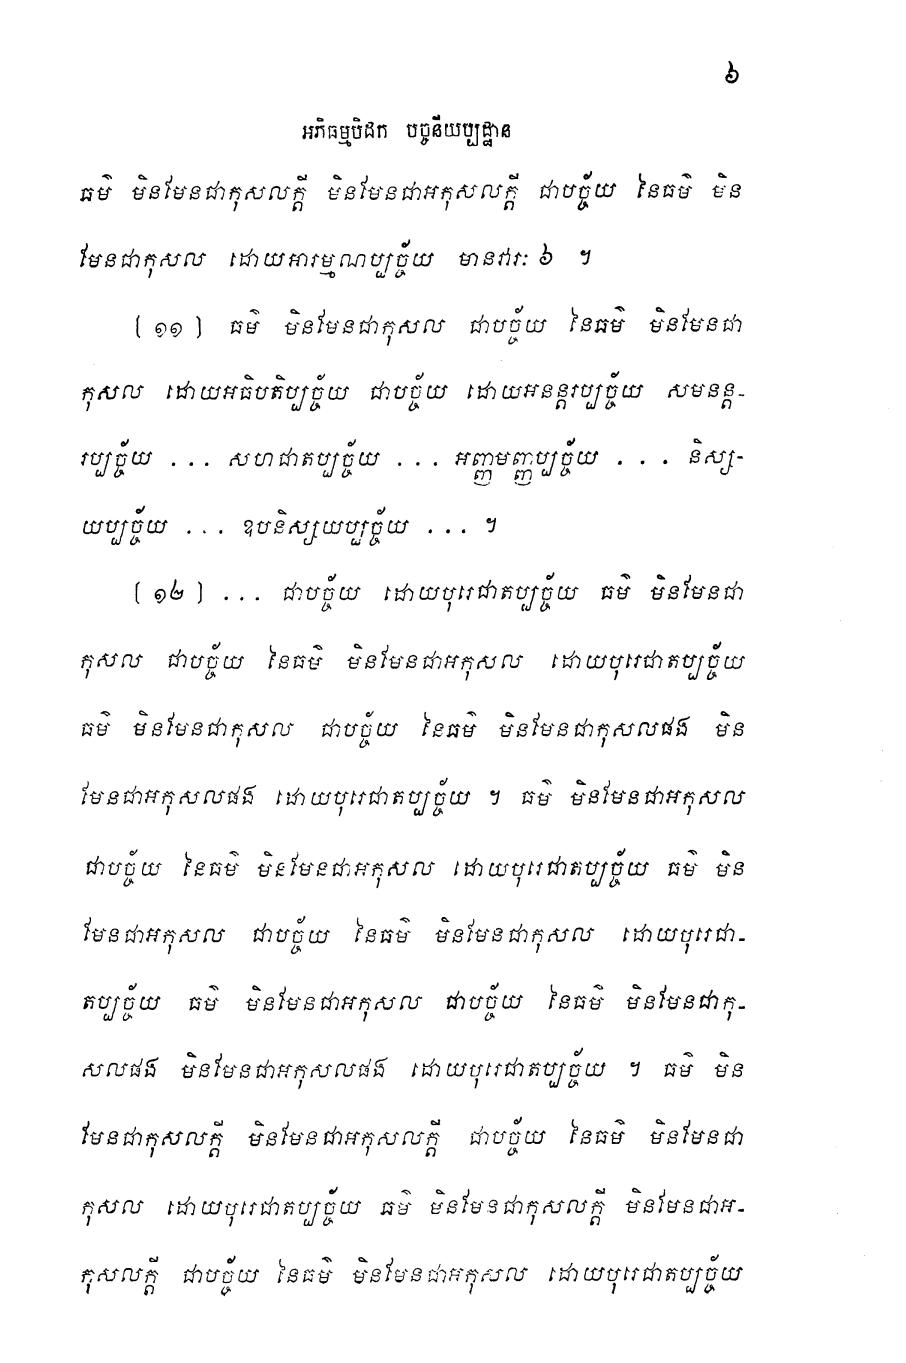 ៦
អភិធម្មបិដក បច្ចនីយប្បដ្ឋាន
ធម៌ មិនមែនជាកុសលក្តី មិនមែនជាអកុសលក្តី ជាបច្ច័យ នៃធម៌ មិន
មែនជាកុសល ដោយអារម្មណប្បច្ច័យ មានវារៈ ៦ ។
[ ១១ ] ធម៌ មិនមែនជាកុសល ជាបច្ច័យ នៃធម៌ មិនមែនជា
កុសល ដោយអធិបតិប្បច្ច័យ ជាបច្ច័យ ដោយអនន្តរប្បច្ច័យ សមនន្ត-
រប្បច្ច័យ ... សហជាតប្បច្ច័យ ... អញ្ញមញ្ញប្បច្ច័យ ... និស្ស-
យប្បច្ច័យ ... ឧបនិស្សយប្បច្ច័យ ... ។
[ ១២ ] ... ជាបច្ច័យ ដោយបុរេជាតប្បច្ច័យ ធម៌ មិនមែនជា
កុសល ជាបច្ច័យ នៃធម៌ មិនមែនជាអកុសល ដោយបុរេជាតប្បច្ច័យ
ធម៌ មិនមែនជាកុសល ជាបច្ច័យ នៃធម៌ មិនមែនជាកុសលផង មិន
មែនជាអកុសលផង ដោយបុរេជាតប្បច្ច័យ ។ ធម៌ មិនមែនជាអកុសល
ជាបច្ច័យ នៃធម៌ មិនមែនជាអកុសល ដោយបុរេជាតប្បច្ច័យ ធម៌ មិន
មែនជាអកុសល ជាបច្ច័យ នៃធម៌ មិនមែនជាកុសល ដោយបុរេជា-
តប្បច្ច័យ ធម៌ មិនមែនជាអកុសល ជាបច្ច័យ នៃធម៌ មិនមែនជាកុ-
សលផង មិនមែនជាអកុសលផង ដោយបុរេជាតប្បច្ច័យ ។ ធម៌ មិន
មែនជាកុសលក្តី មិនមែនជាអកុសលក្តី ជាបច្ច័យ នៃធម៌ មិនមែនជា
កុសល ដោយបុរេជាតប្បច្ច័យ ធម៌ មិនមែនជាកុសលក្តី មិនមែនជាអ-
កុសលក្តី ជាបច្ច័យ នៃធម៌ មិនមែនជាអកុសល ដោយបុរេជាតប្បច្ច័យ